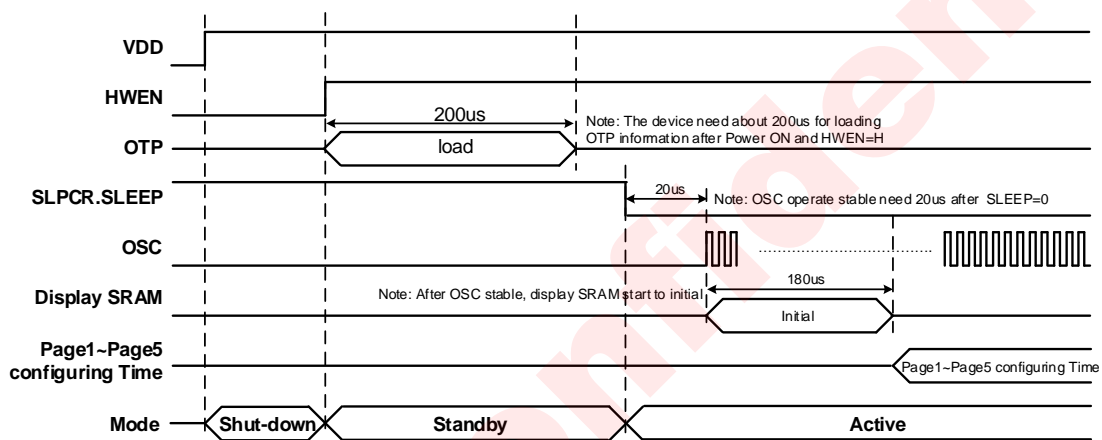 VDD
HWEN
200us
Note: The device need about 200us for loading
OTP information after Power ON and HWEN=H
OTP
load
SLPCR.SLEEP
20us
Note: OSC operate stable need 20us after SLEEP=0
OSC
180us
Note: After OSC stable, display SRAM start to initial
Display SRAM
Initial
Page1~Page5
configuring Time
Page1~Page5 configuring Time
Mode
Shut-down
Standby
Active